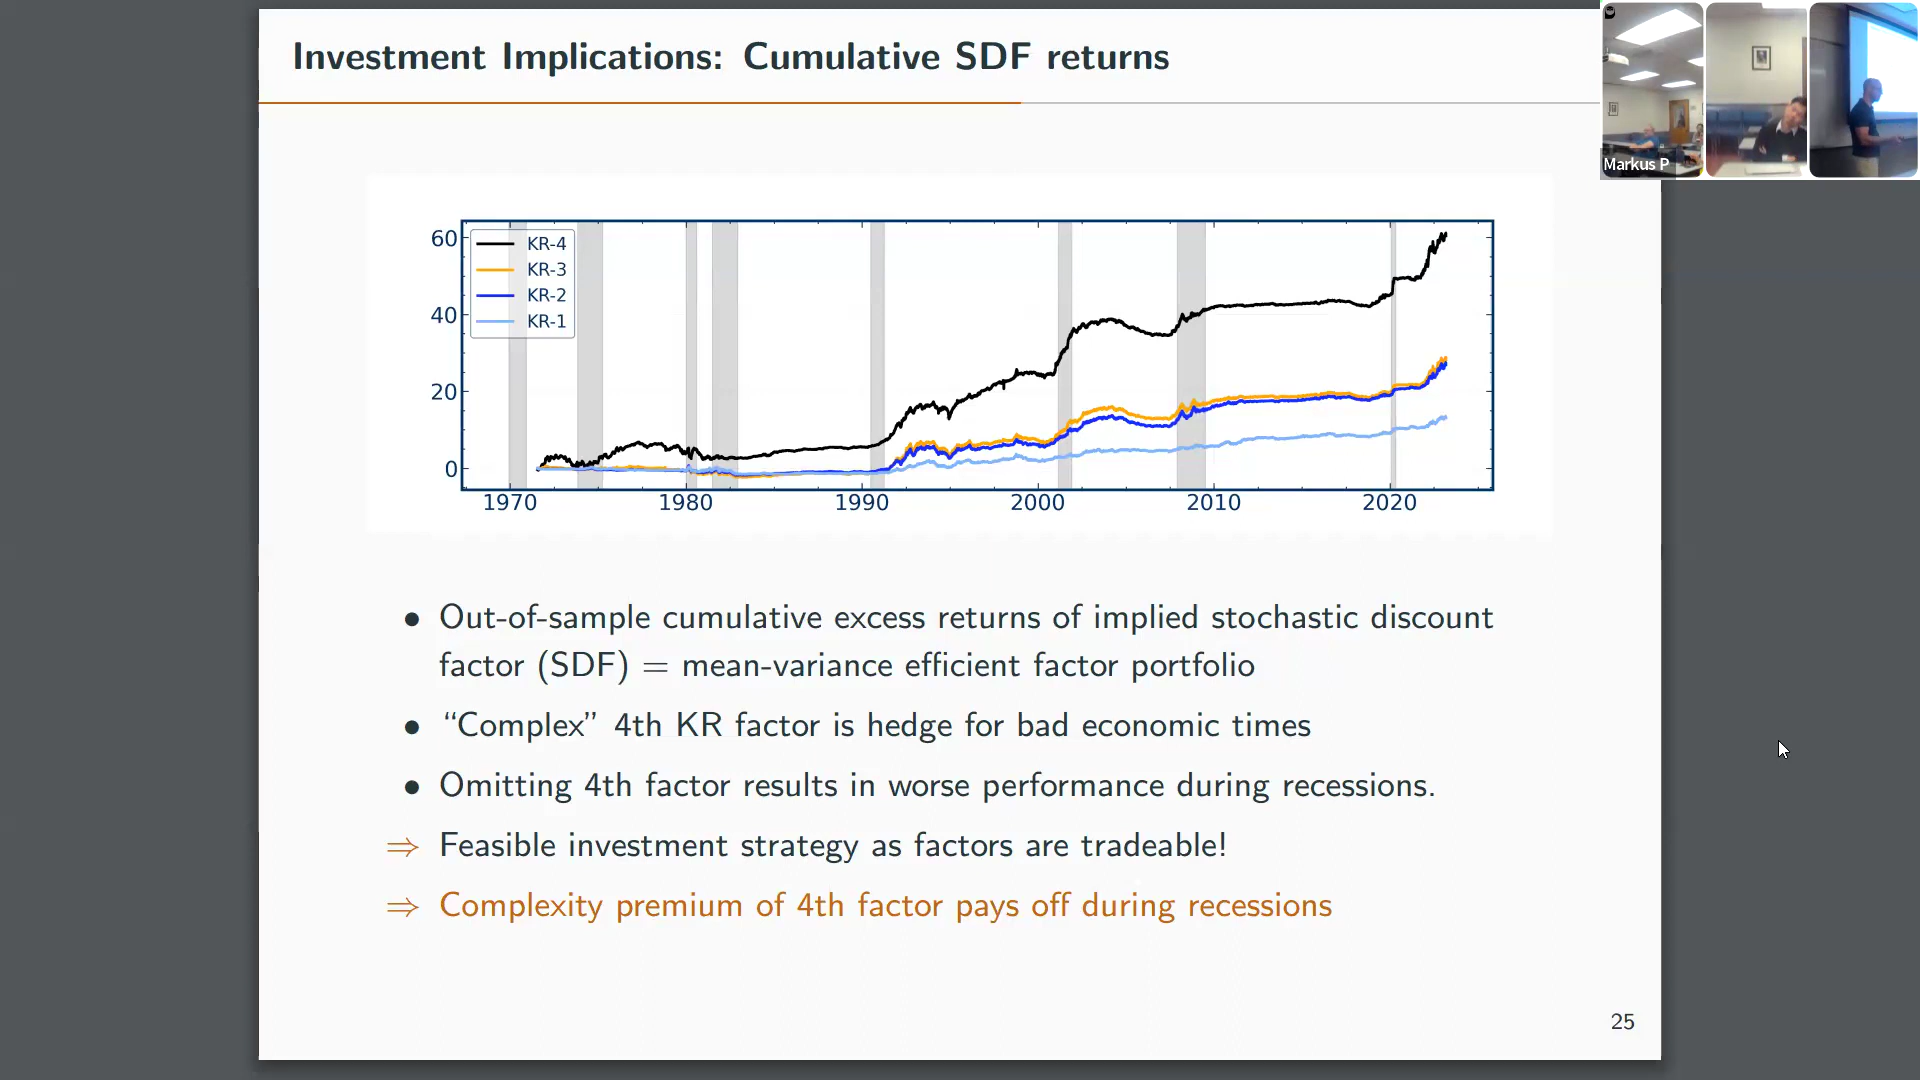 Investment Implications: Cumulative SDF returns
Markus P
60
40
20
0
KR-4
KR-3
KR-2
KR-1
1970 1980 1990 2000 2010 2020
• Out-of-sample cumulative excess returns of implied stochastic discount
factor (SDF) = mean-variance efficient factor portfolio
• “Complex” 4th KR factor is hedge for bad economic times
• Omitting 4th factor results in worse performance during recessions.
⇒ Feasible investment strategy as factors are tradeable!
⇒ Complexity premium of 4th factor pays off during recessions
25